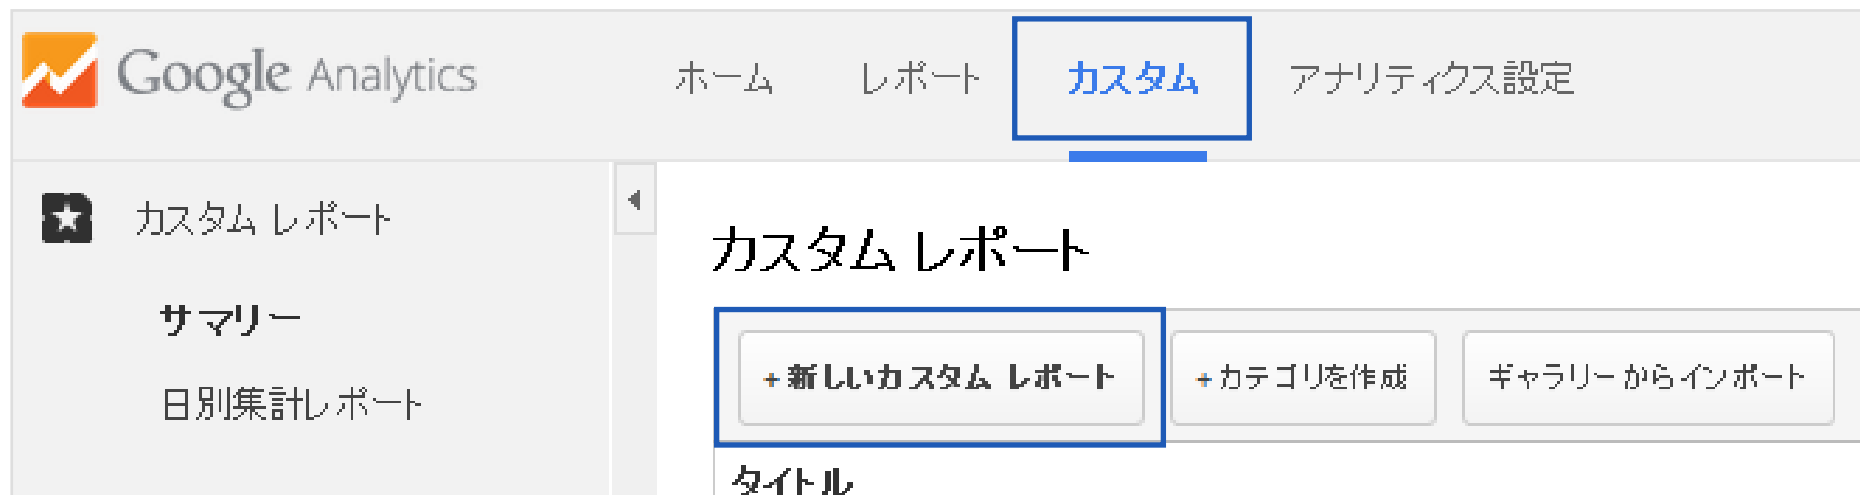 Google Analytics ホーム レポート カスタム アナリティクス設定
カスタム レポート
サマリー
日別集計レポート
カスタム レポート
+新しいカスタム レポート +カテゴリを作成 ギャラリーからインポート
タイトル